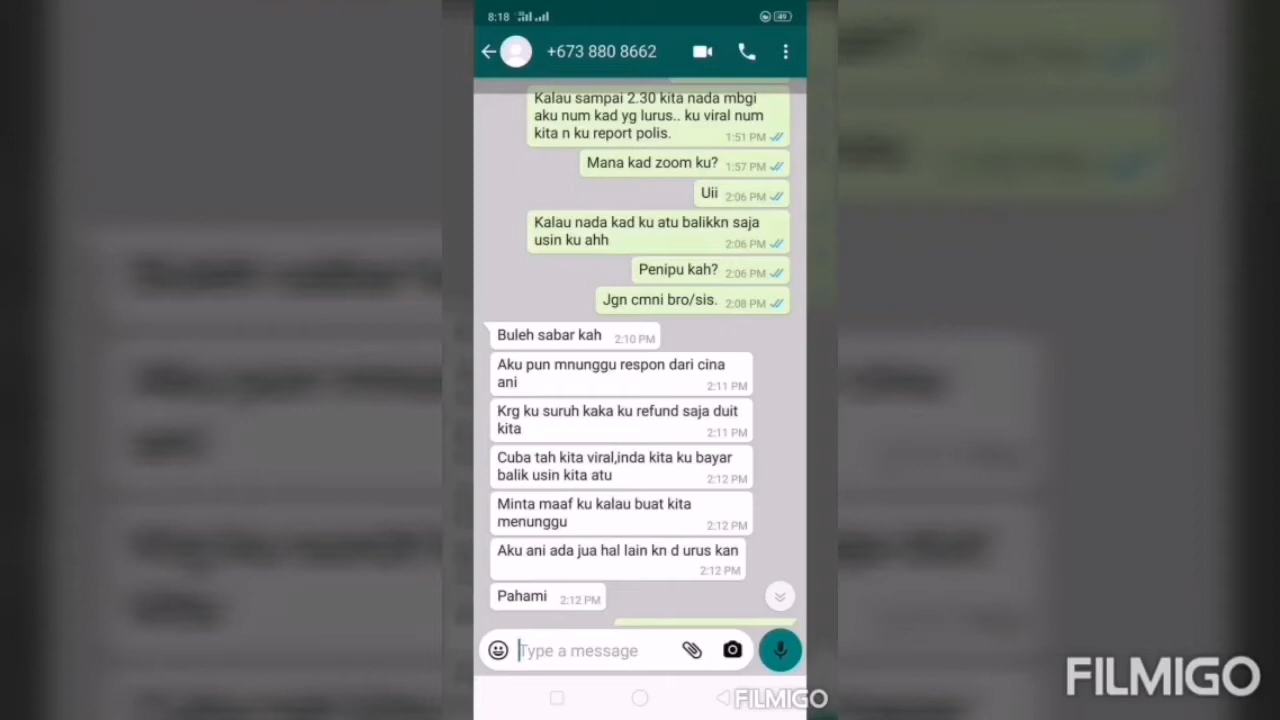 8:18
49
+673 880 8662
Kalau sampai 2.30 kita nada mbgi
aku num kad yg lurus.. ku viral num
kita n ku report polis.
1:51 PM
Mana kad zoom ku? 1:57 PM
Uii 2:06 PM
Kalau nada kad ku atu balikkn saja
usin ku ahh 2:06 PM
Penipu kah? 2:06 PM
Jgn cmni bro/sis. 2:08 PM
Buleh sabar kah 2:10 PM
Aku pun mnunggu respon dari cina
ani 2:11 PM
Krg ku suruh kaka ku refund saja duit
kita 2:11 PM
Cuba tah kita viral,inda kita ku bayar
balik usin kita atu 2:12 PM
Minta maaf ku kalau buat kita
menunggu 2:12 PM
Aku ani ada jua hal lain kn d urus kan
2:12 PM
Pahami 2:12 PM
Type a message
FILMIGO
FILMIGO